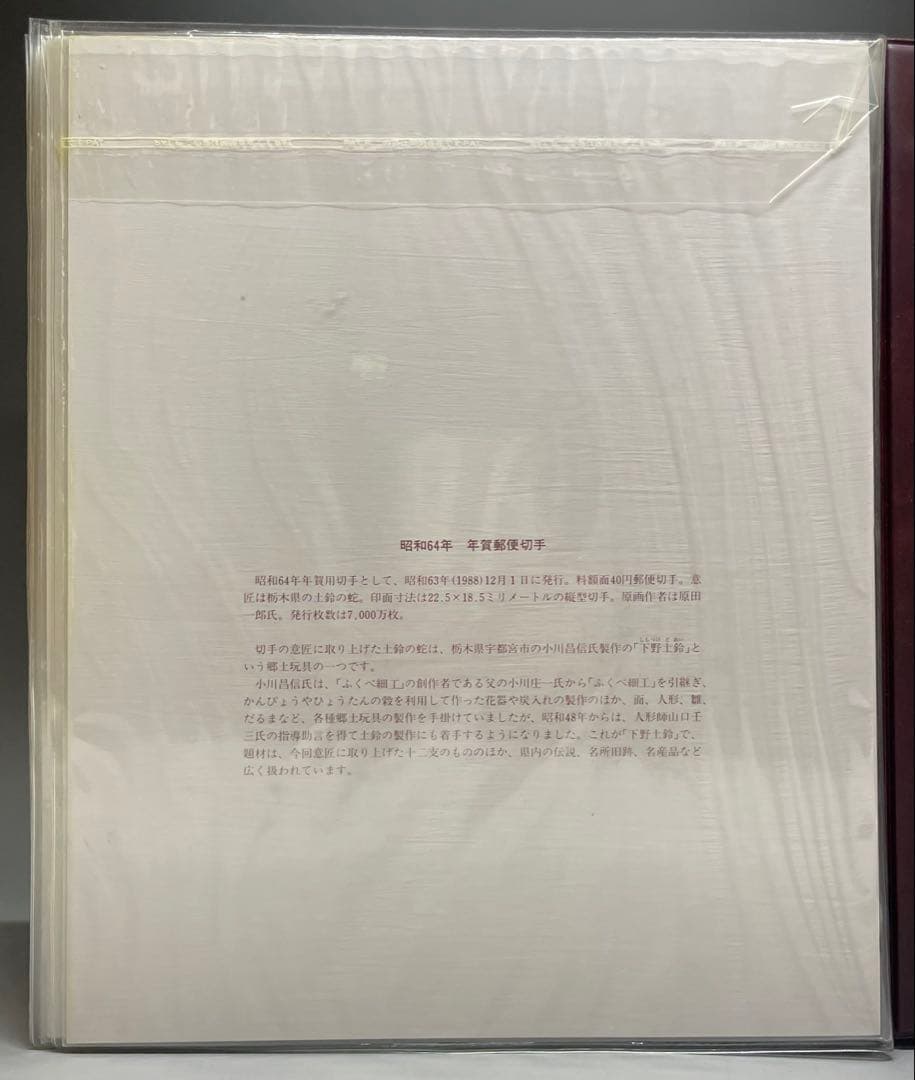 昭和64年 年賀郵便切手
昭和64年年賀用切手として、昭和63年(1988)12月1日に発行。料額面40円郵便切手。意
匠は栃木県の土鈴の蛇。印面寸法は22.5×18.5ミリメートルの縦型切手。原画作者は原田
一郎氏。発行枚数は7,000万枚。
切手の意匠に取り上げた土鈴の蛇は、栃木県宇都宮市の小川昌信氏製作の「下野土鈴」と
いう郷土玩具の一つです。
小川昌信氏は、「ふくべ細工」の創作者である父の小川庄一氏から「ふくべ細工」を引継ぎ、
かんぴょうやひょうたんの殻を利用して作った花器や炭入れの製作のほか、面、人形、雛、
だるまなど、各種郷土玩具の製作を手掛けていましたが、昭和48年からは、人形師山口壬
三氏の指導助言を得て土鈴の製作にも着手するようになりました。これが「下野土鈴」で、
題材は、今回意匠に取り上げた十二支のもののほか、県内の伝説、名所旧跡、名産品など
広く扱われています。